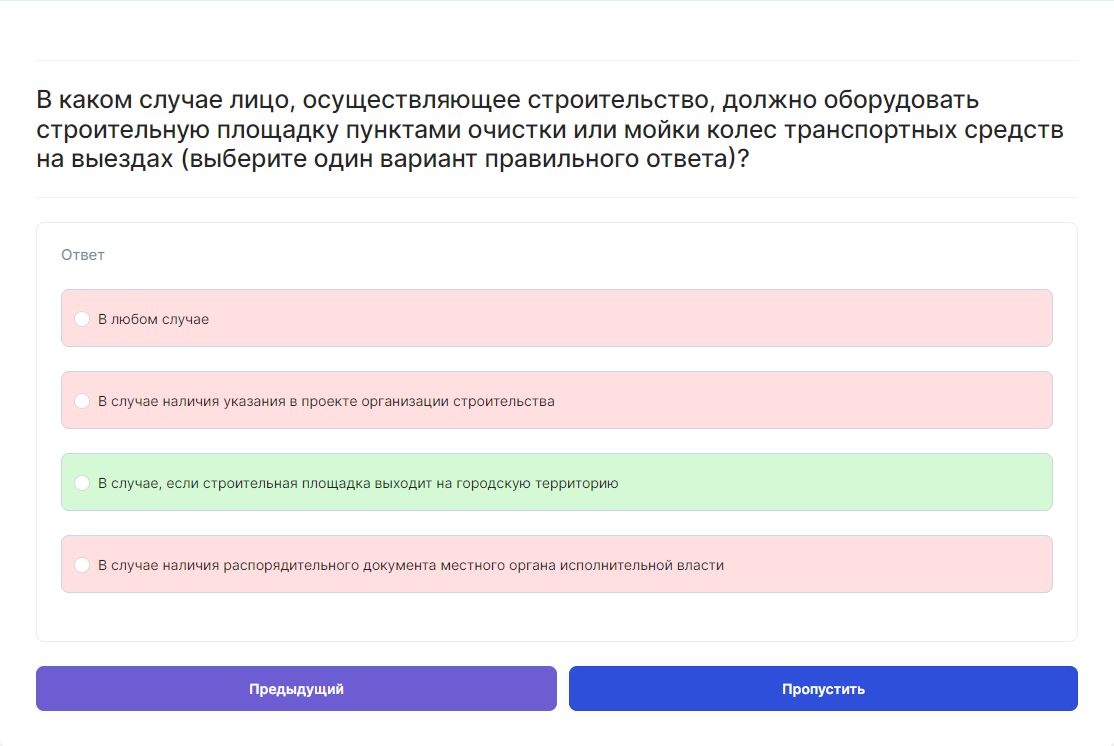 В каком случае лицо, осуществляющее строительство, должно оборудовать
строительную площадку пунктами очистки или мойки колес транспортных средств
на выездах (выберите один вариант правильного ответа)?
Ответ
В любом случае
В случае наличия указания в проекте организации строительства
В случае, если строительная площадка выходит на городскую территорию
В случае наличия распорядительного документа местного органа исполнительной власти
Предыдущий
Пропустить